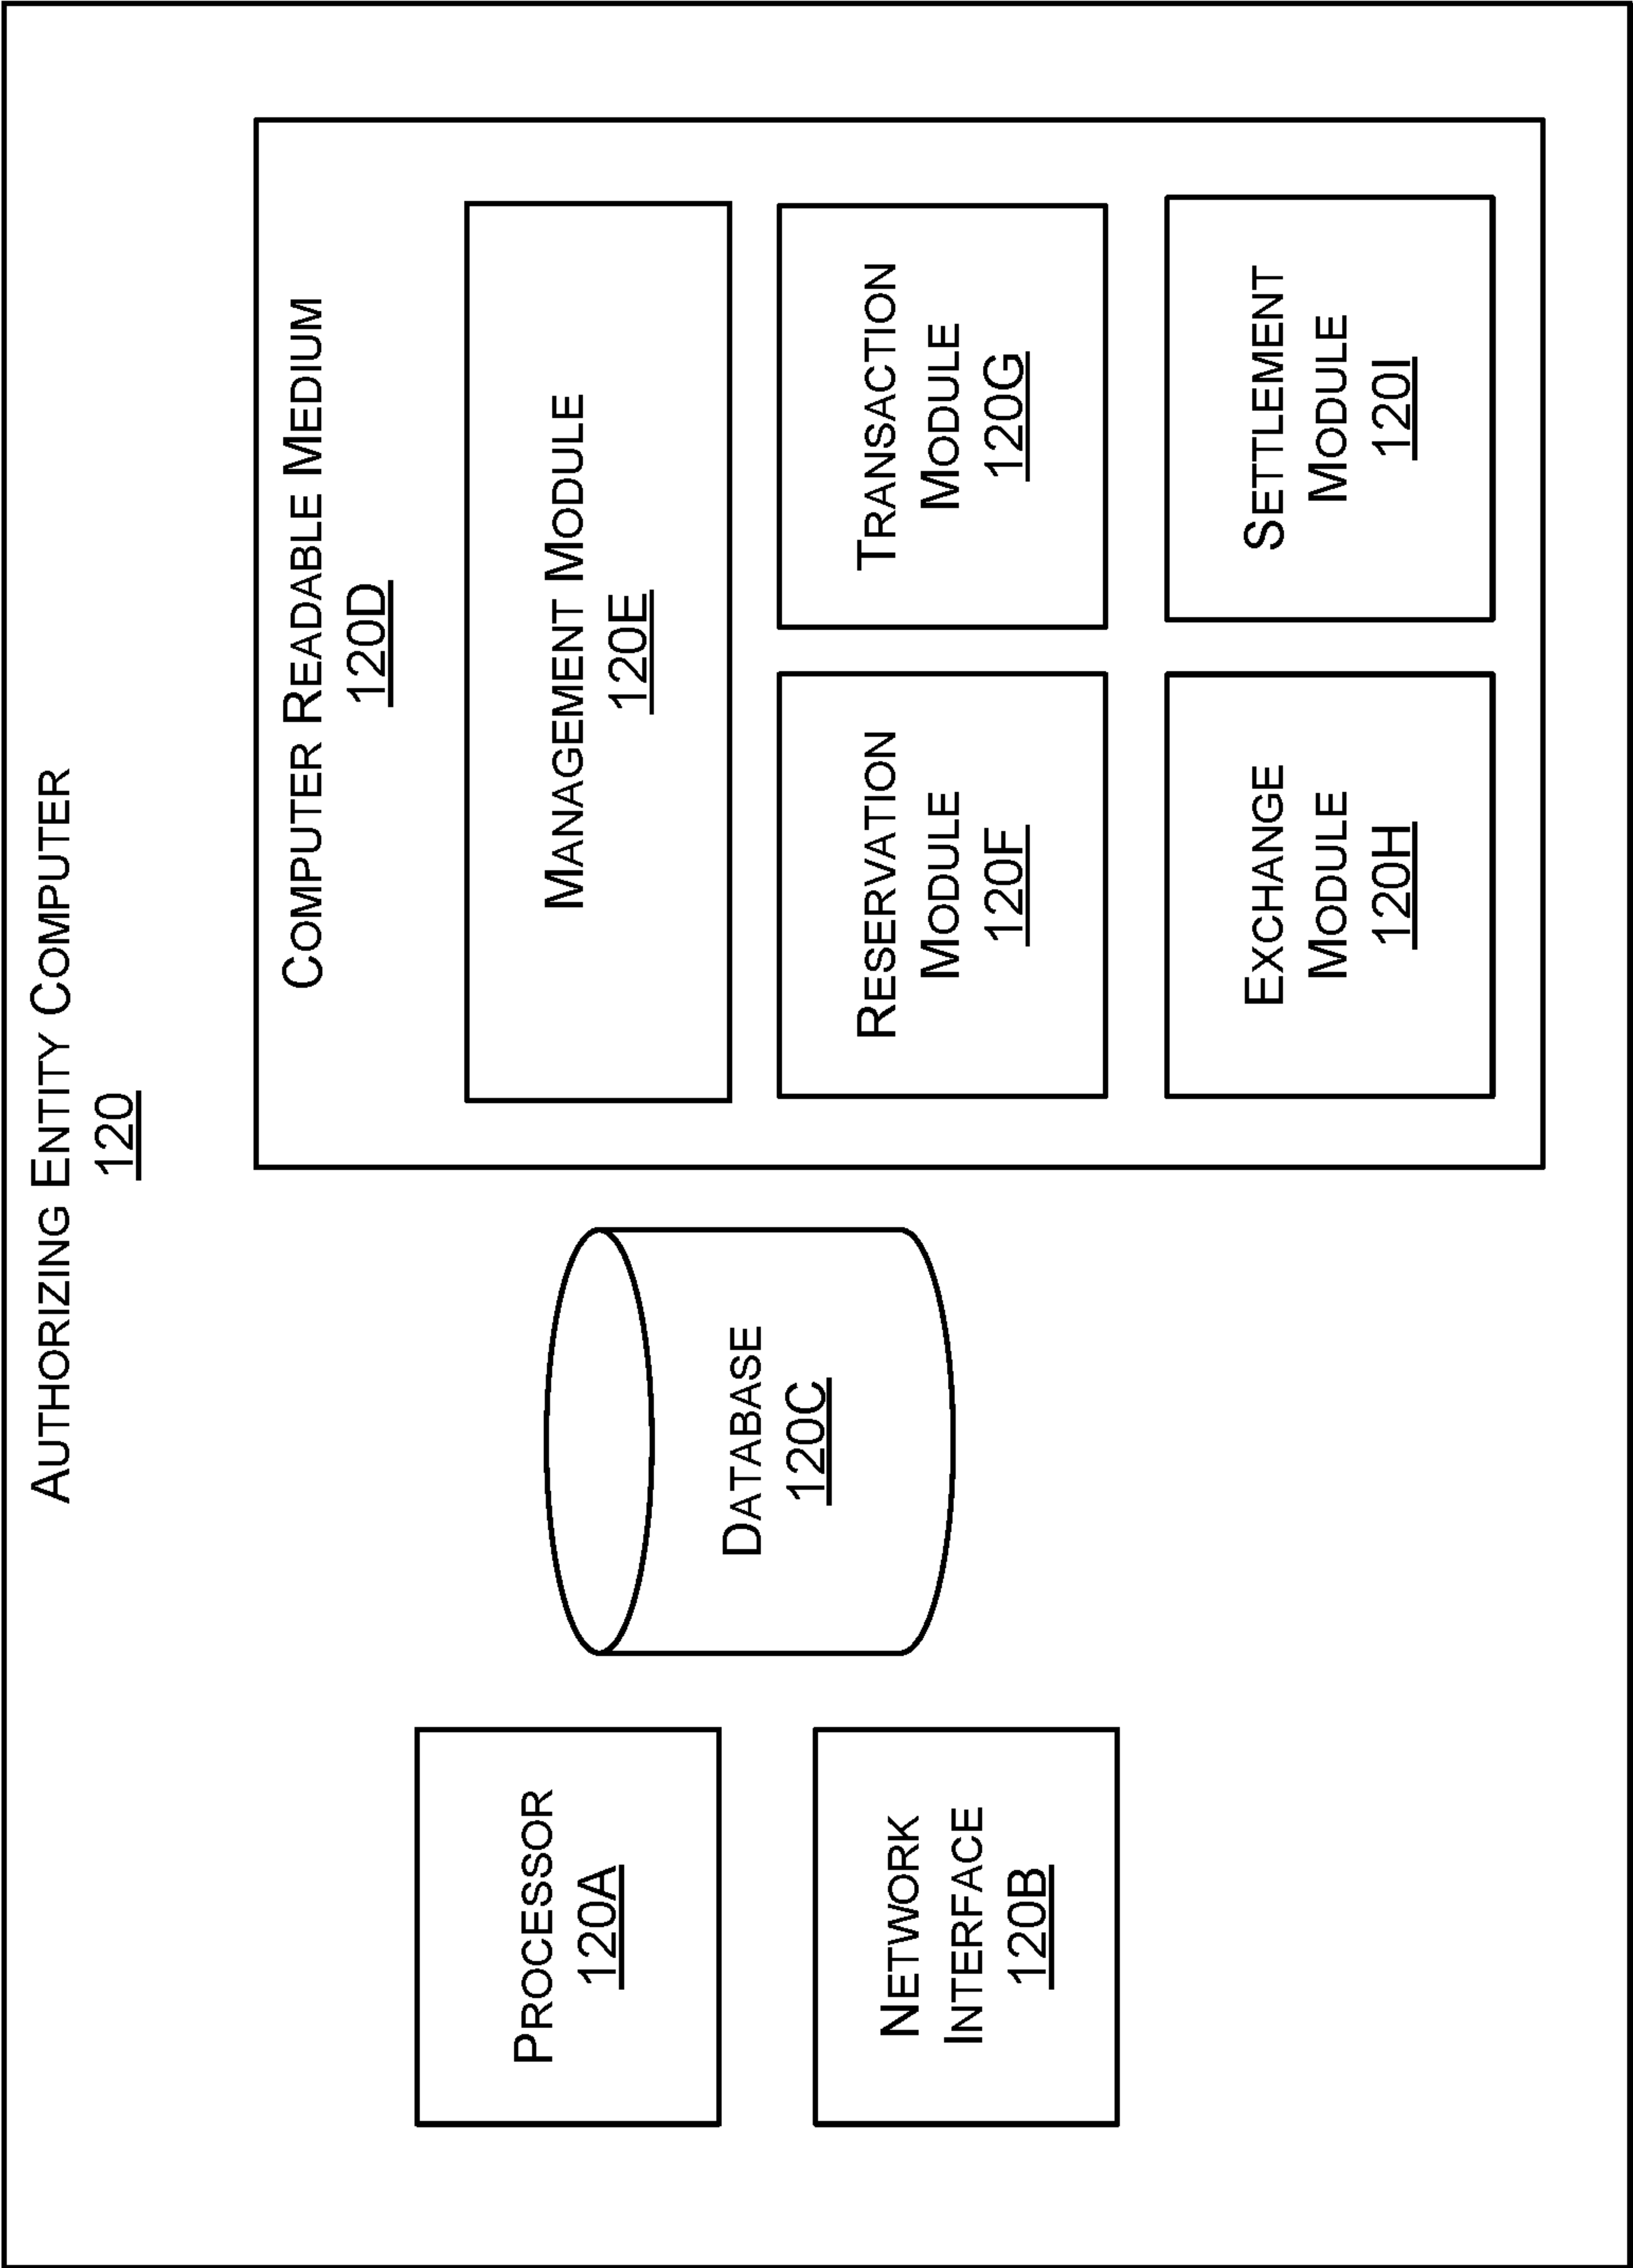 AUTHORIZING ENTITY COMPUTER
120
PROCESSOR
120A
NETWORK
INTERFACE
120B
DATABASE
120C
COMPUTER READABLE MEDIUM
120D
MANAGEMENT MODULE
120E
RESERVATION
MODULE
120F
TRANSACTION
MODULE
120G
EXCHANGE
MODULE
120H
SETTLEMENT
MODULE
120I